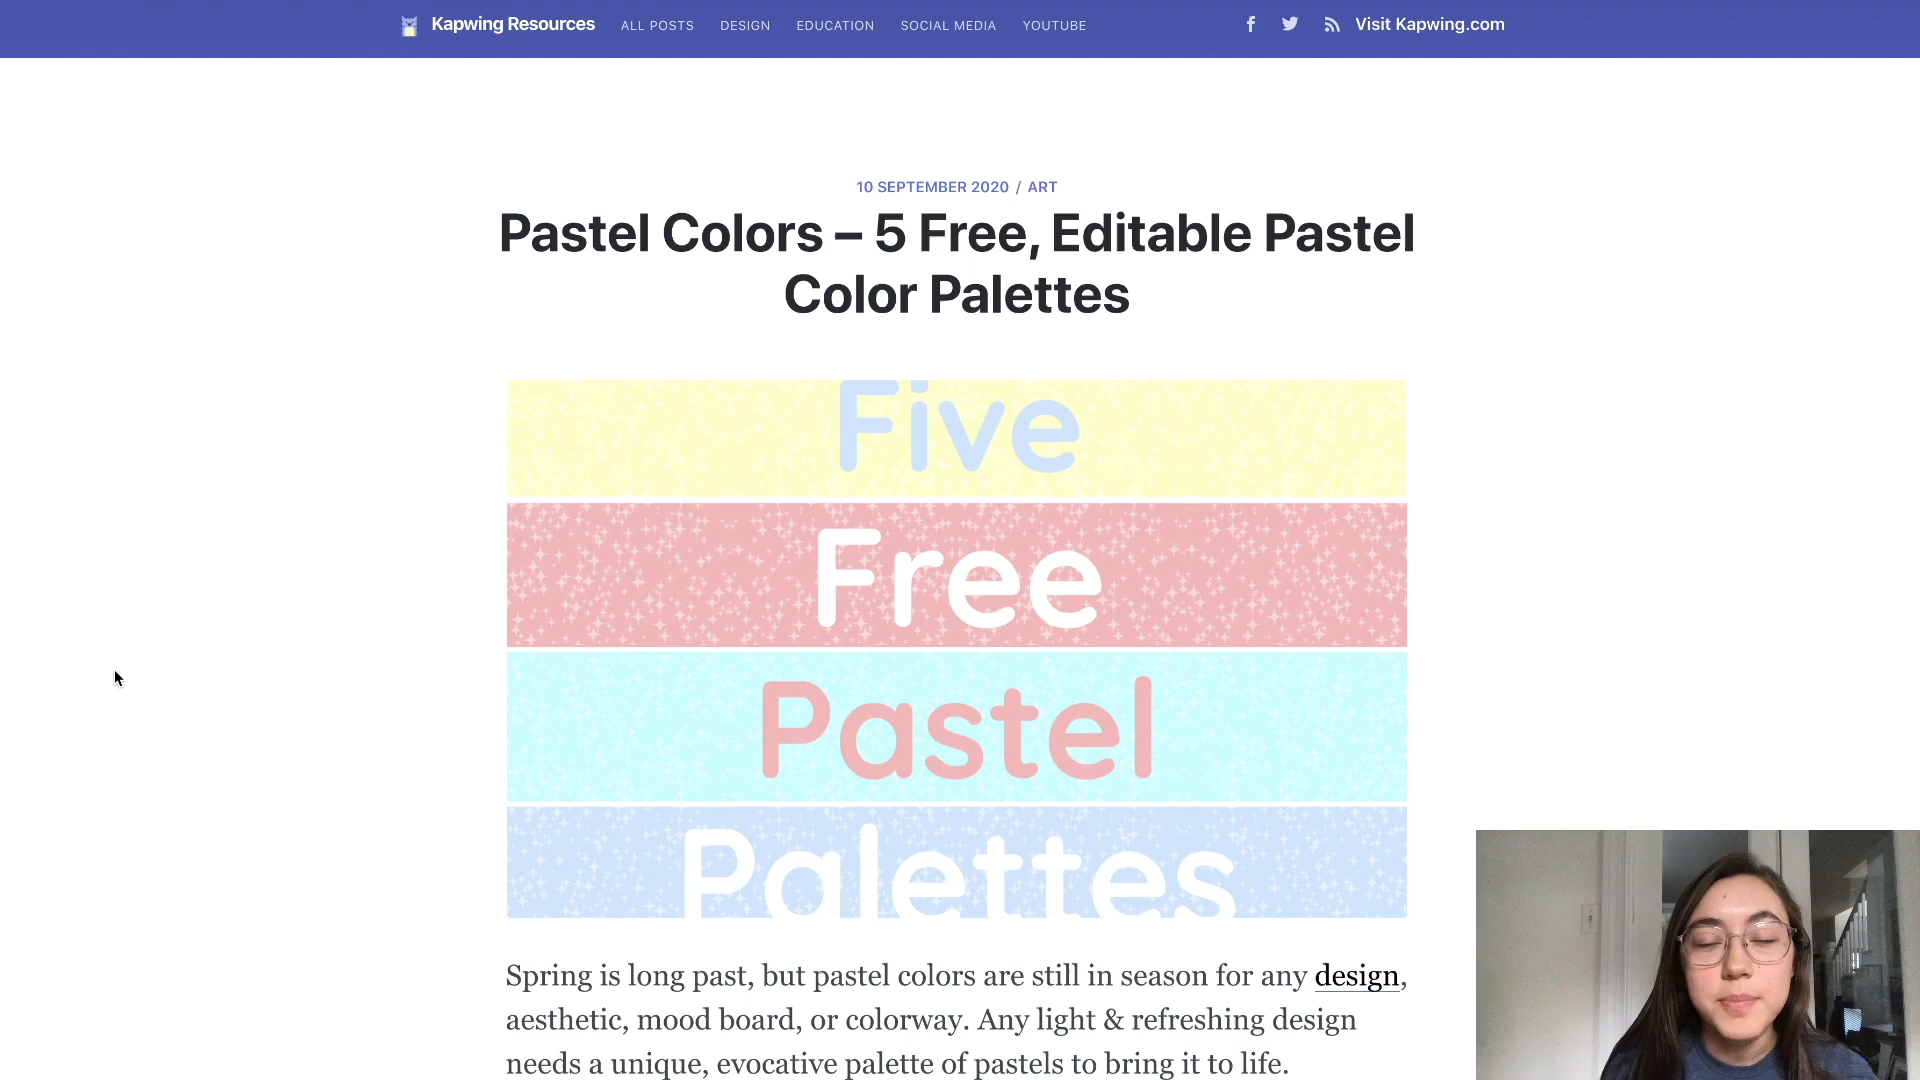 Kapwing Resources ALL POSTS DESIGN EDUCATION SOCIAL MEDIA YOUTUBE Visit Kapwing.com
10 SEPTEMBER 2020 / ART
Pastel Colors – 5 Free, Editable Pastel
Color Palettes
Five
Free
Pastel
Palettes
Spring is long past, but pastel colors are still in season for any design,
aesthetic, mood board, or colorway. Any light & refreshing design
needs a unique, evocative palette of pastels to bring it to life.